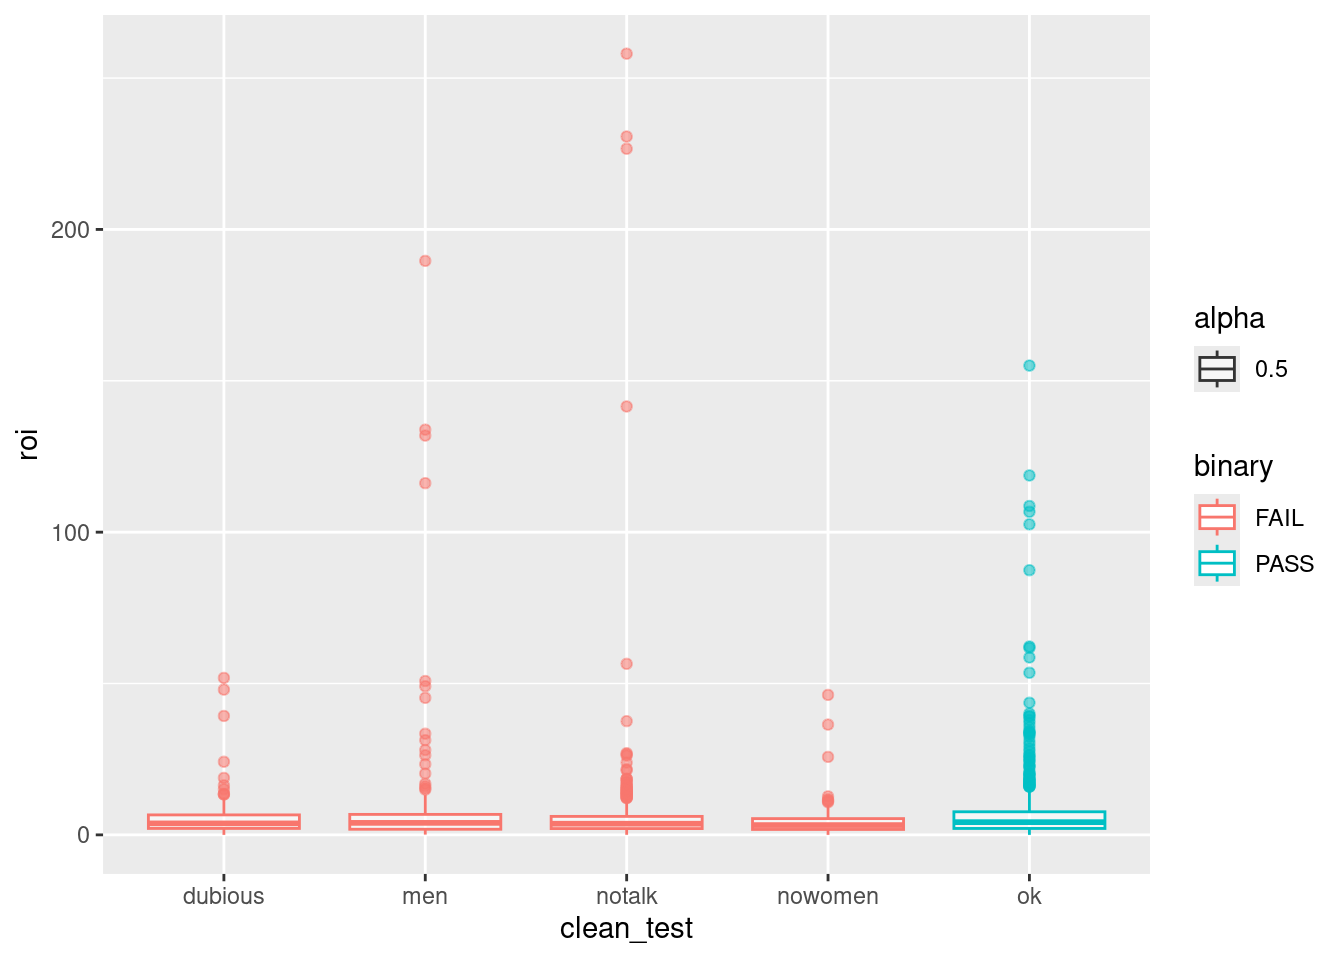 roi
200
100
0
dubious
men
notalk
nowomen
ok
clean_test
alpha
0.5
binary
FAIL
PASS